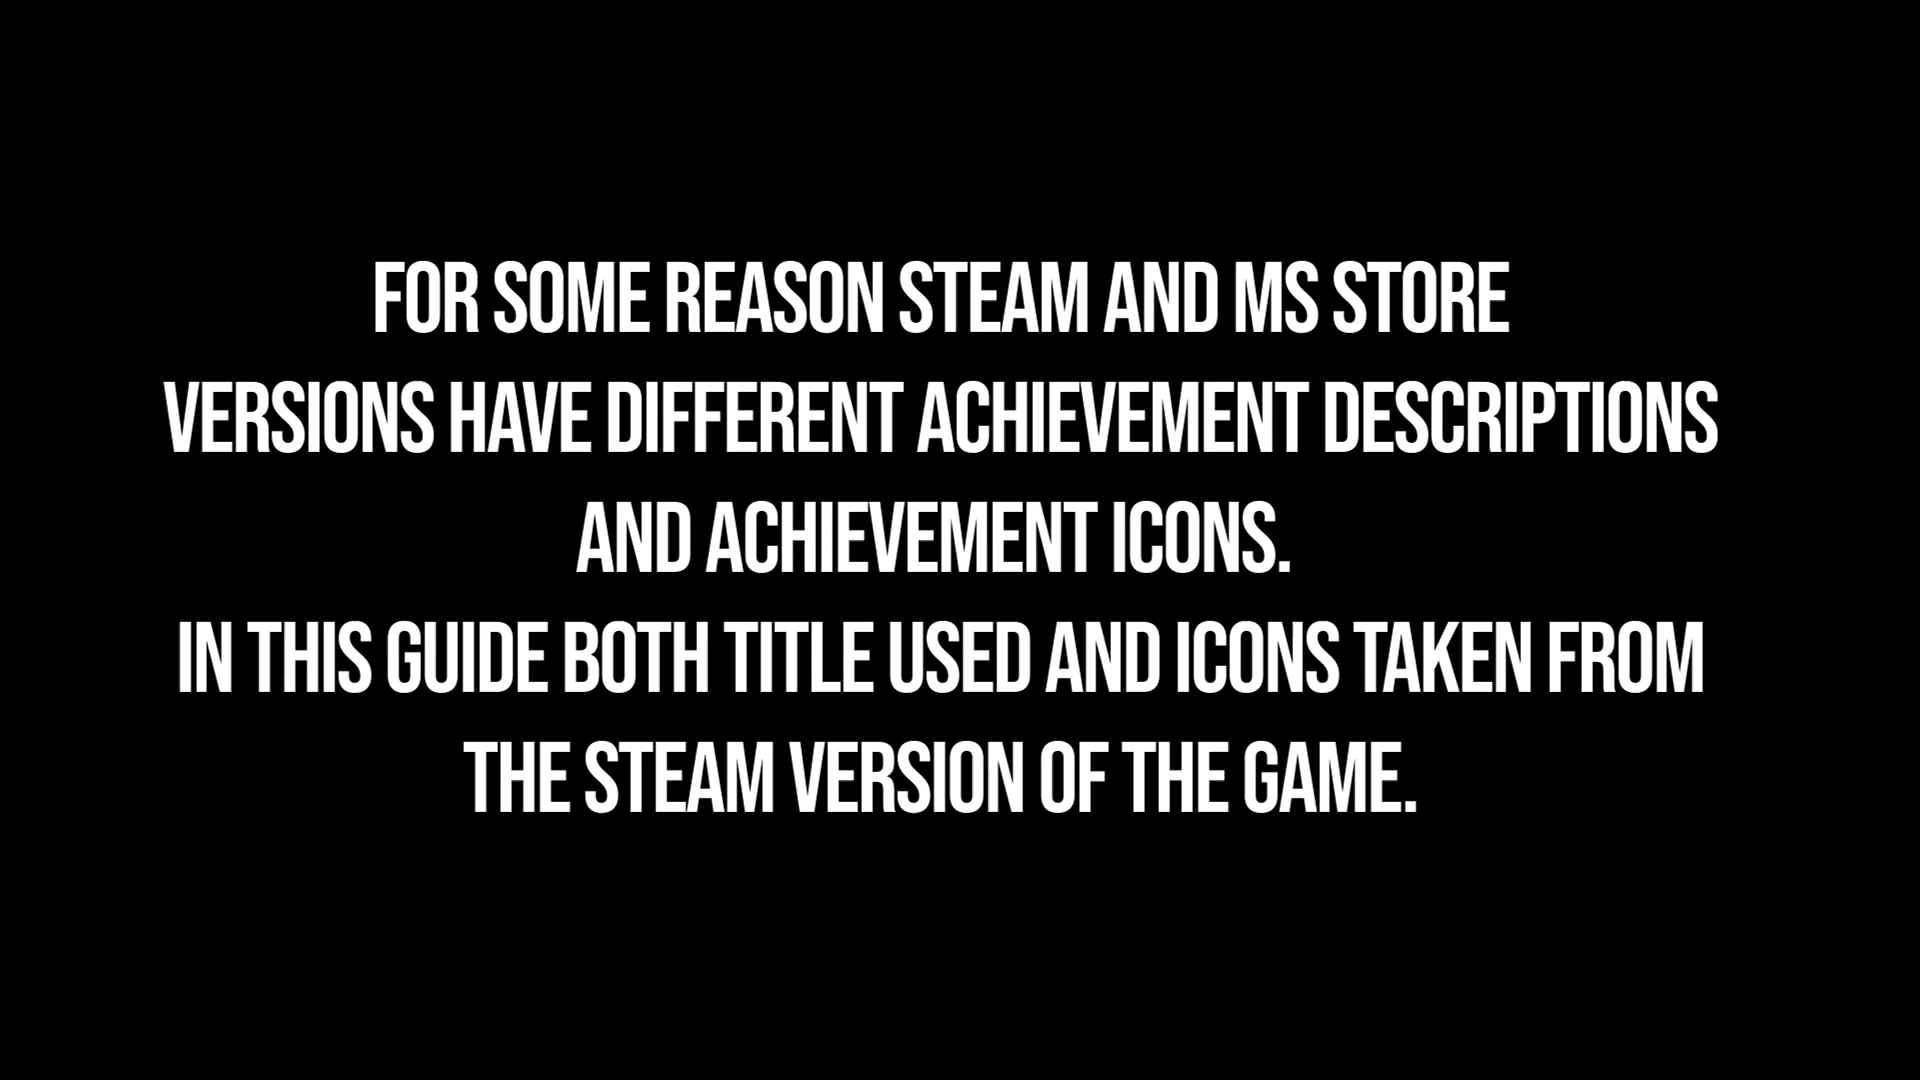 FOR SOME REASON STEAM AND MS STORE
VERSIONS HAVE DIFFERENT ACHIEVEMENT DESCRIPTIONS
AND ACHIEVEMENT ICONS.
IN THIS GUIDE BOTH TITLE USED AND ICONS TAKEN FROM
THE STEAM VERSION OF THE GAME.